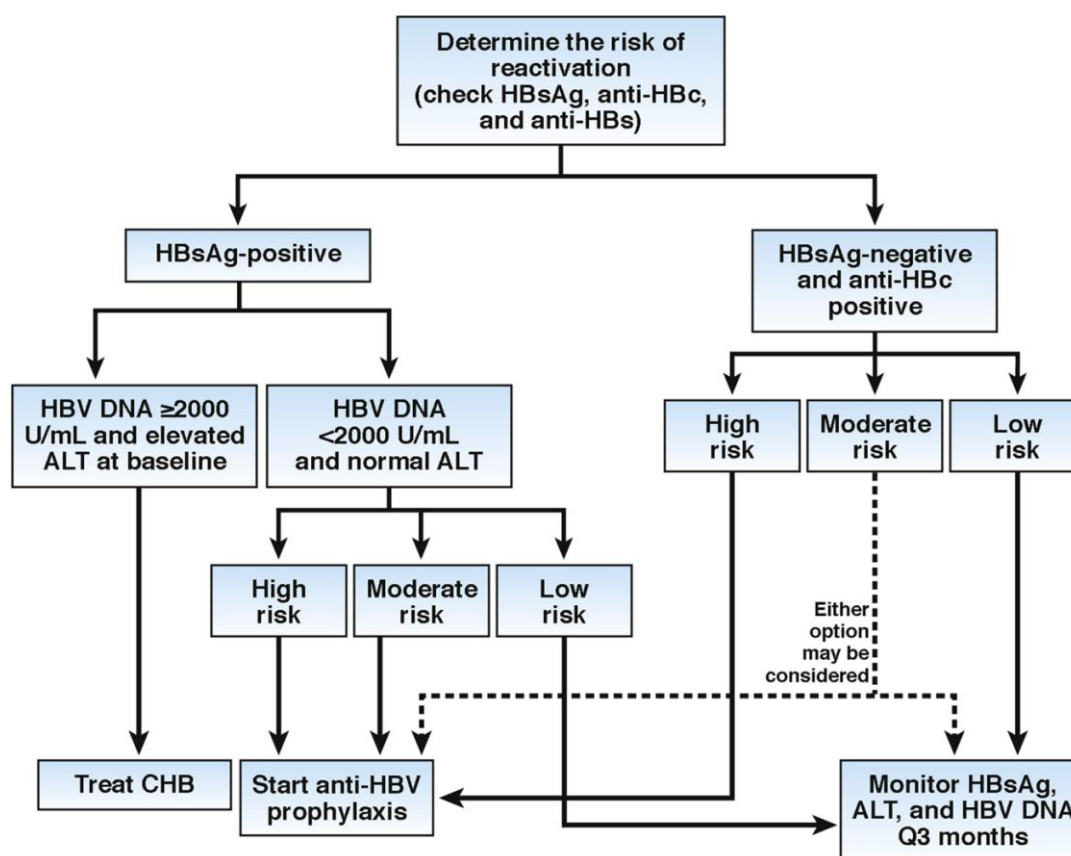 Determine the risk of
reactivation
(check HBsAg, anti-HBc,
and anti-HBs)
HBsAg-positive
HBsAg-negative
and anti-HBc
positive
HBV DNA ≥2000
U/mL and elevated
ALT at baseline
HBV DNA
<2000 U/mL
and normal ALT
High
risk
Moderate
risk
Low
risk
High
risk
Moderate
risk
Low
risk
Either
option
may be
considered
Treat CHB
Start anti-HBV
prophylaxis
Monitor HBsAg,
ALT, and HBV DNA
Q3 months